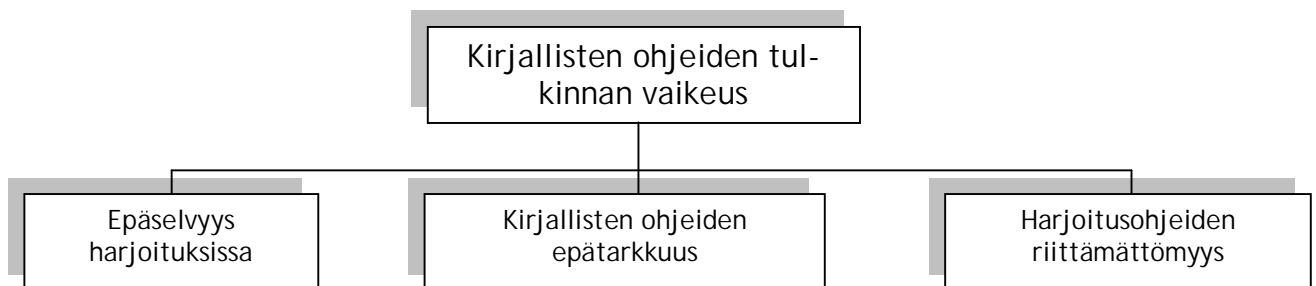 Kirjallisten ohjeiden tul-
kinnan vaikeus
Epäselvyys
harjoituksissa
Kirjallisten ohjeiden
epätarkkuus
Harjoitusohjeiden
riittämättömyys